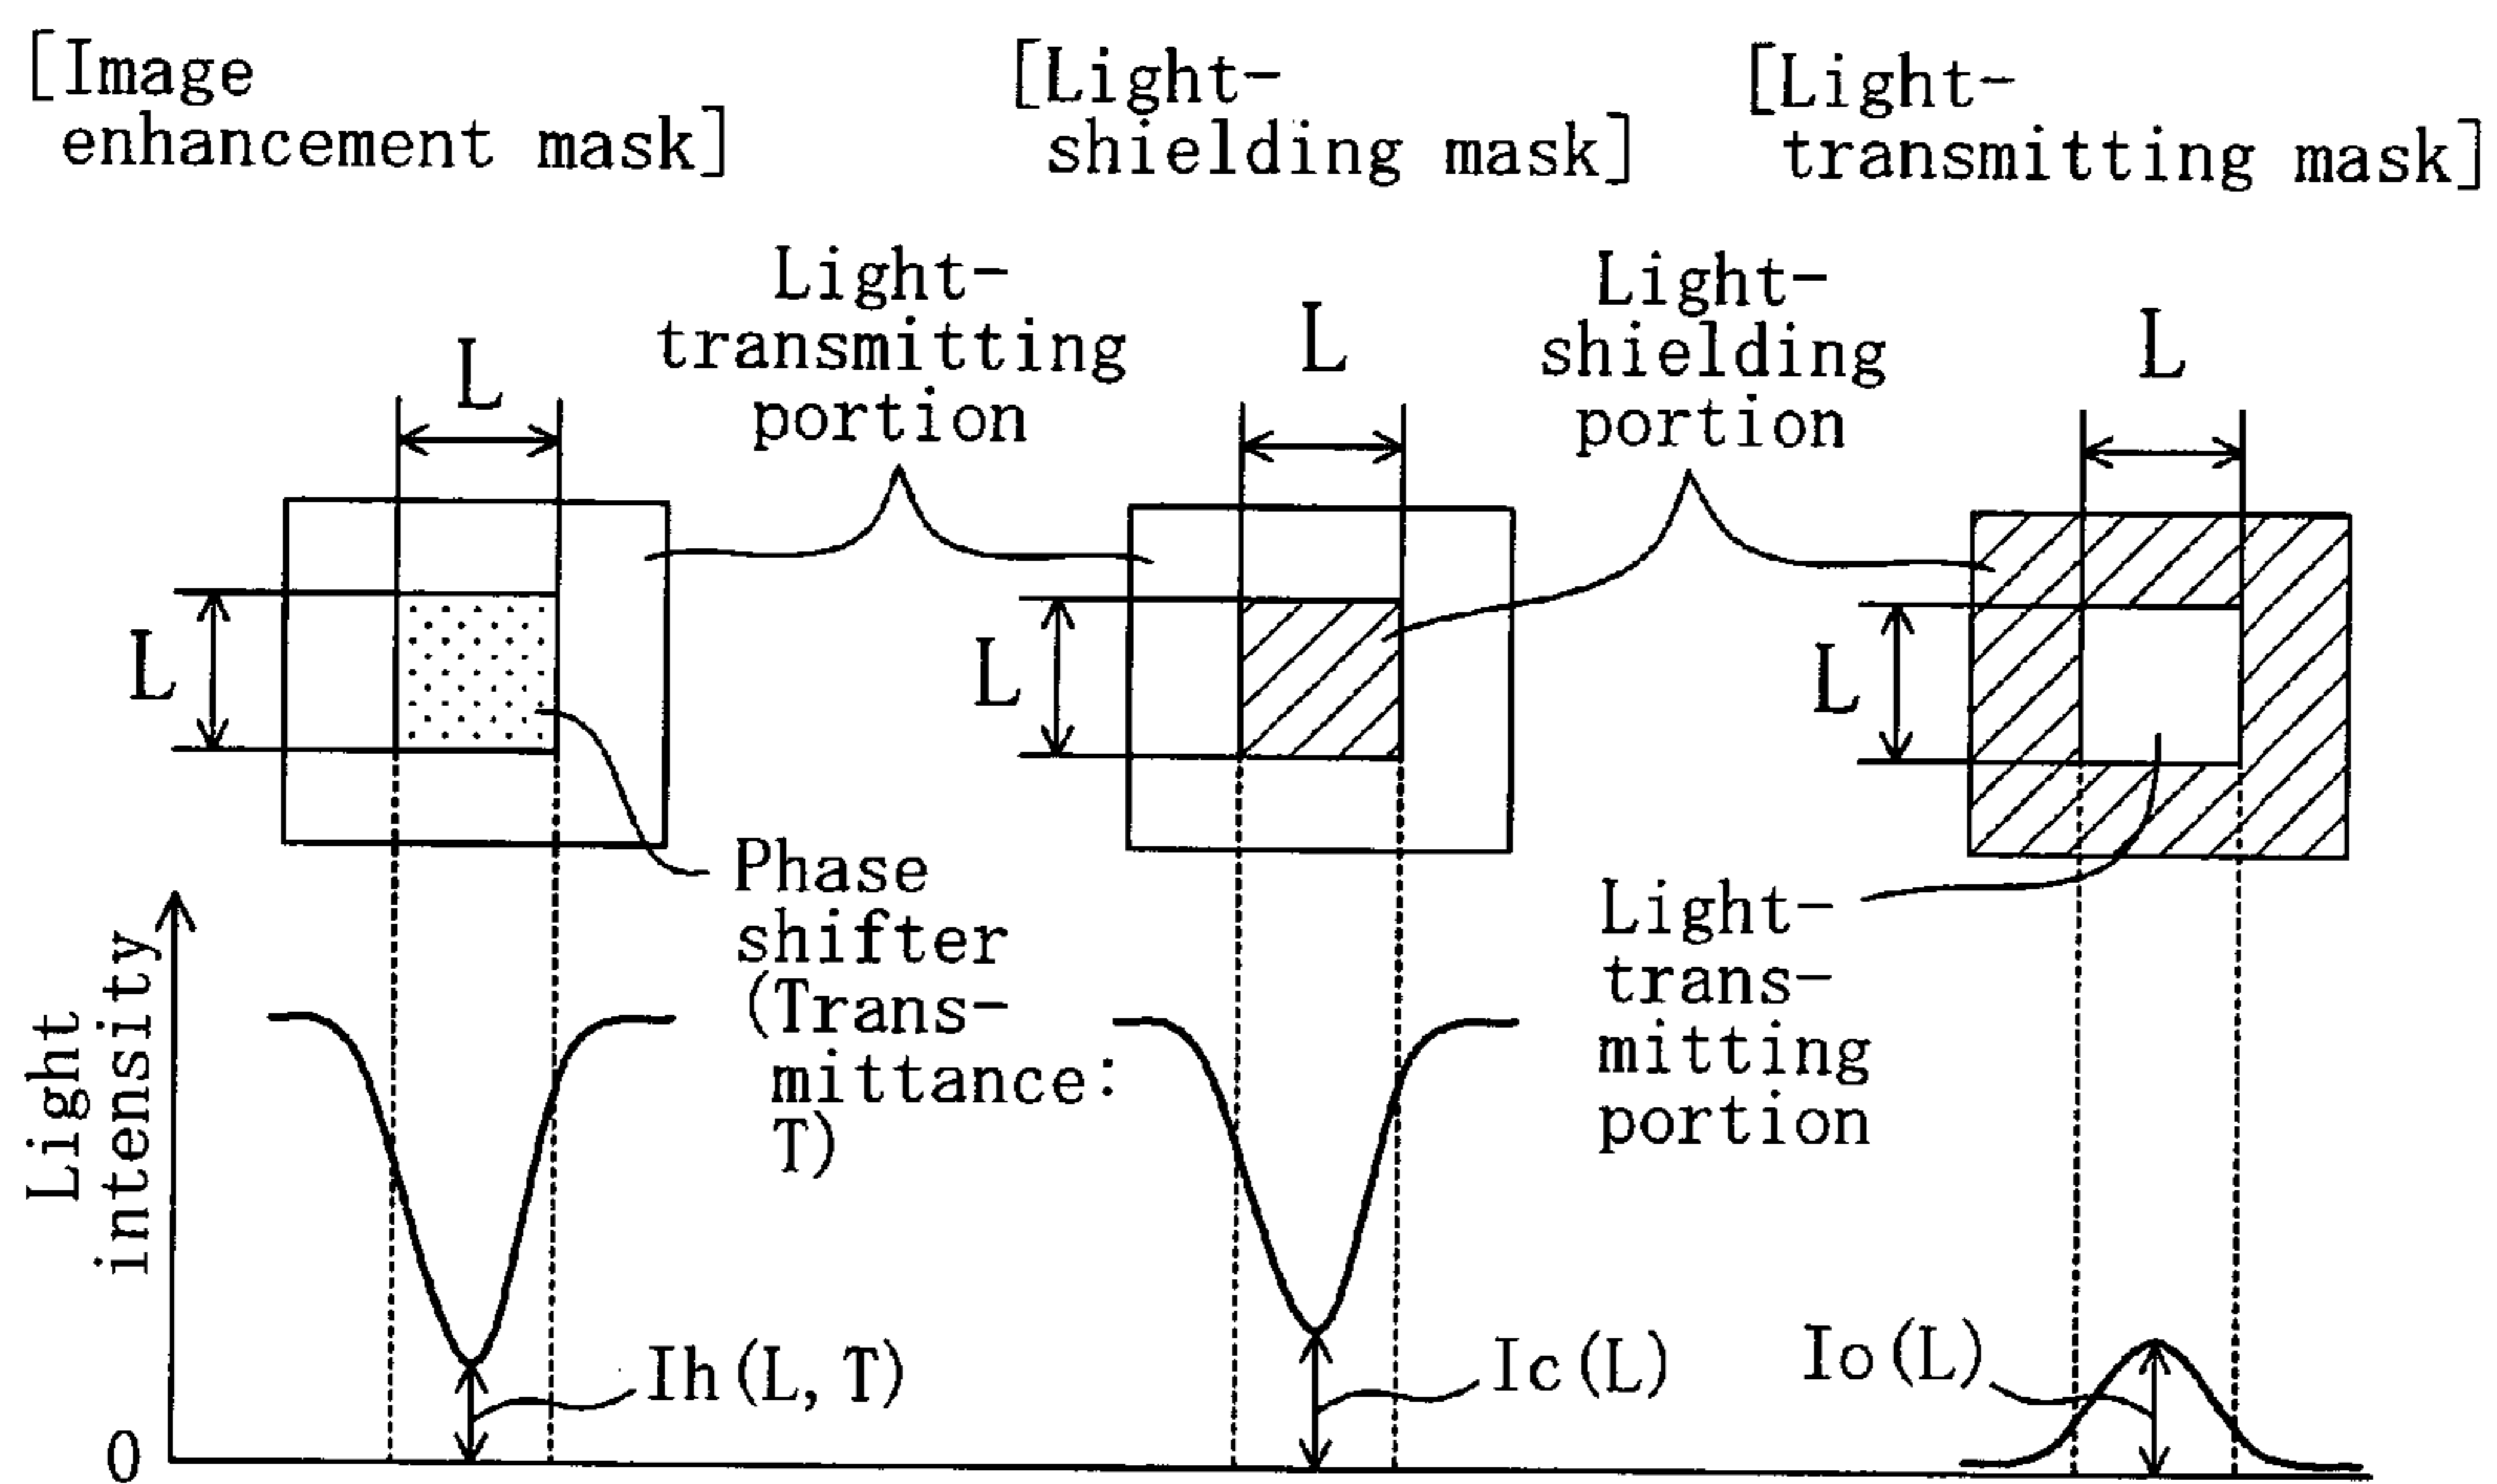 [Image
enhancement mask]
[Light-
shielding mask]
[Light-
transmitting mask]
Light-
transmitting
portion
Light-
shielding
portion
L
L
L
L
L
L
Phase
shifter
(Trans-
mittance:
T)
Light-
trans-
mitting
portion
Light
intensity
Ih(L, T)
Ic(L)
Io(L)
0